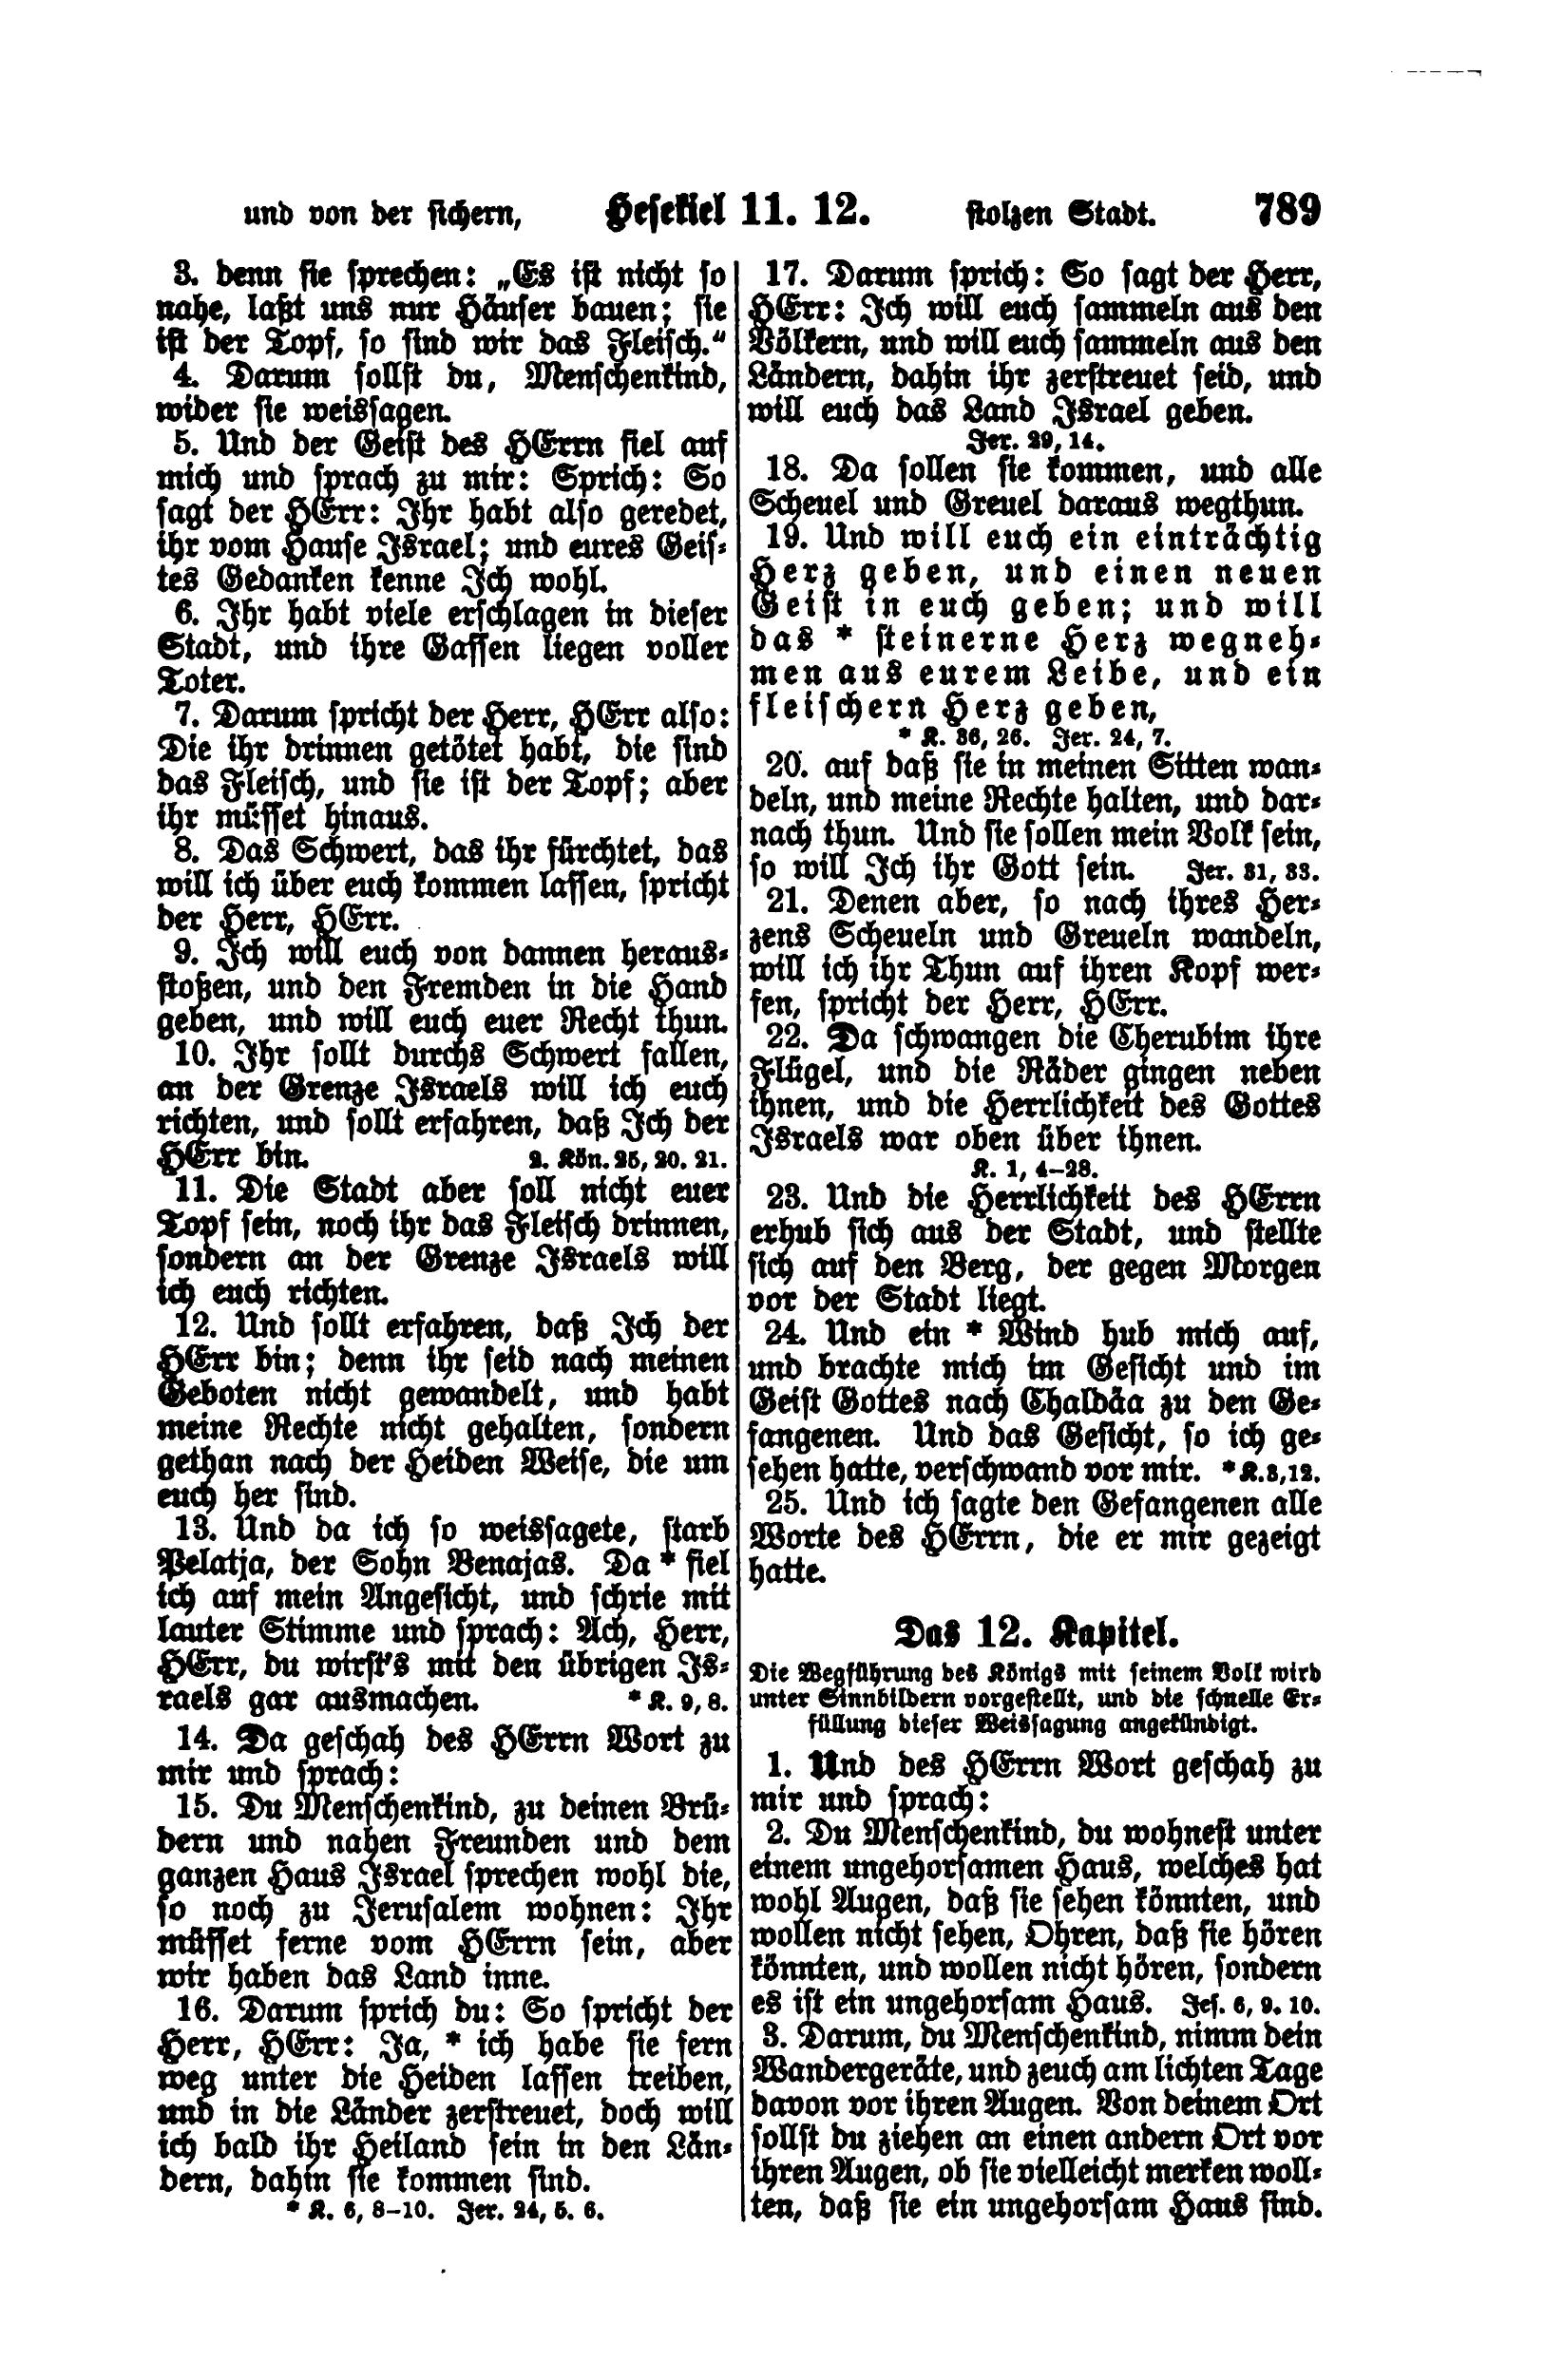 und von der sichern, Hesekiel 11. 12. stolzen Stadt. 789
3. denn sie sprechen: „Es ist nicht so
nahe, laßt uns nur Häuser bauen; sie
ist der Topf, so sind wir das Fleisch.“
4. Darum sollst du, Menschenkind,
wider sie weissagen.
5. Und der Geist des HErrn fiel auf
mich und sprach zu mir: Sprich: So
sagt der HErr: Ihr habt also geredet,
ihr vom Hause Israel; und eures Geis-
tes Gedanken kenne Ich wohl.
6. Ihr habt viele erschlagen in dieser
Stadt, und ihre Gassen liegen voller
Toter.
7. Darum spricht der Herr, HErr also:
Die ihr drinnen getötet habt, die sind
das Fleisch, und sie ist der Topf; aber
ihr müsset hinaus.
8. Das Schwert, das ihr fürchtet, das
will ich über euch kommen lassen, spricht
der Herr, HErr.
9. Ich will euch von dannen heraus-
stoßen, und den Fremden in die Hand
geben, und will euch euer Recht thun.
10. Ihr sollt durchs Schwert fallen,
an der Grenze Israels will ich euch
richten, und sollt erfahren, daß Ich der
HErr bin. 2. Kön. 25, 20. 21.
11. Die Stadt aber soll nicht euer
Topf sein, noch ihr das Fleisch drinnen,
sondern an der Grenze Israels will
ich euch richten.
12. Und sollt erfahren, daß Ich der
HErr bin; denn ihr seid nach meinen
Geboten nicht gewandelt, und habt
meine Rechte nicht gehalten, sondern
gethan nach der Heiden Weise, die um
euch her sind.
13. Und da ich so weissagete, starb
Pelatja, der Sohn Benajas. Da * fiel
ich auf mein Angesicht, und schrie mit
lauter Stimme und sprach: Ach, Herr,
HErr, du wirst's mit den übrigen Is-
raels gar ausmachen. * K. 9, 8.
14. Da geschah des HErrn Wort zu
mir und sprach:
15. Du Menschenkind, zu deinen Brü-
dern und nahen Freunden und dem
ganzen Haus Israel sprechen wohl die,
so noch zu Jerusalem wohnen: Ihr
müsset ferne vom HErrn sein, aber
wir haben das Land inne.
16. Darum sprich du: So spricht der
Herr, HErr: Ja, * ich habe sie fern
weg unter die Heiden lassen treiben,
und in die Länder zerstreuet, doch will
ich bald ihr Heiland sein in den Län-
dern, dahin sie kommen sind.
* K. 6, 8–10. Jer. 24, 5. 6.
17. Darum sprich: So sagt der Herr,
HErr: Ich will euch sammeln aus den
Völkern, und will euch sammeln aus den
Ländern, dahin ihr zerstreuet seid, und
will euch das Land Israel geben.
Jer. 29, 14.
18. Da sollen sie kommen, und alle
Scheuel und Greuel daraus wegthun.
19. Und will euch ein einträchtig
Herz geben, und einen neuen
Geist in euch geben; und will
das * steinerne Herz wegneh-
men aus eurem Leibe, und ein
fleischern Herz geben,
* K. 36, 26. Jer. 24, 7.
20. auf daß sie in meinen Sitten wan-
deln, und meine Rechte halten, und dar-
nach thun. Und sie sollen mein Volk sein,
so will Ich ihr Gott sein. Jer. 31, 33.
21. Denen aber, so nach ihres Her-
zens Scheueln und Greueln wandeln,
will ich ihr Thun auf ihren Kopf wer-
fen, spricht der Herr, HErr.
22. Da schwangen die Cherubim ihre
Flügel, und die Räder gingen neben
ihnen, und die Herrlichkeit des Gottes
Israels war oben über ihnen.
K. 1, 4–28.
23. Und die Herrlichkeit des HErrn
erhub sich aus der Stadt, und stellte
sich auf den Berg, der gegen Morgen
vor der Stadt liegt.
24. Und ein * Wind hub mich auf,
und brachte mich im Gesicht und im
Geist Gottes nach Chaldäa zu den Ge-
fangenen. Und das Gesicht, so ich ge-
sehen hatte, verschwand vor mir. * K. 8, 12.
25. Und ich sagte den Gefangenen alle
Worte des HErrn, die er mir gezeigt
hatte.
Das 12. Kapitel.
Die Wegführung des Königs mit seinem Volk wird
unter Sinnbildern vorgestellt, und die schnelle Er-
füllung dieser Weissagung angekündigt.
1. Und des HErrn Wort geschah zu
mir und sprach:
2. Du Menschenkind, du wohnest unter
einem ungehorsamen Haus, welches hat
wohl Augen, daß sie sehen könnten, und
wollen nicht sehen, Ohren, daß sie hören
könnten, und wollen nicht hören, sondern
es ist ein ungehorsam Haus. Jes. 6, 9. 10.
3. Darum, du Menschenkind, nimm dein
Wandergeräte, und zeuch am lichten Tage
davon vor ihren Augen. Von deinem Ort
sollst du ziehen an einen andern Ort vor
ihren Augen, ob sie vielleicht merken woll-
ten, daß sie ein ungehorsam Haus sind.